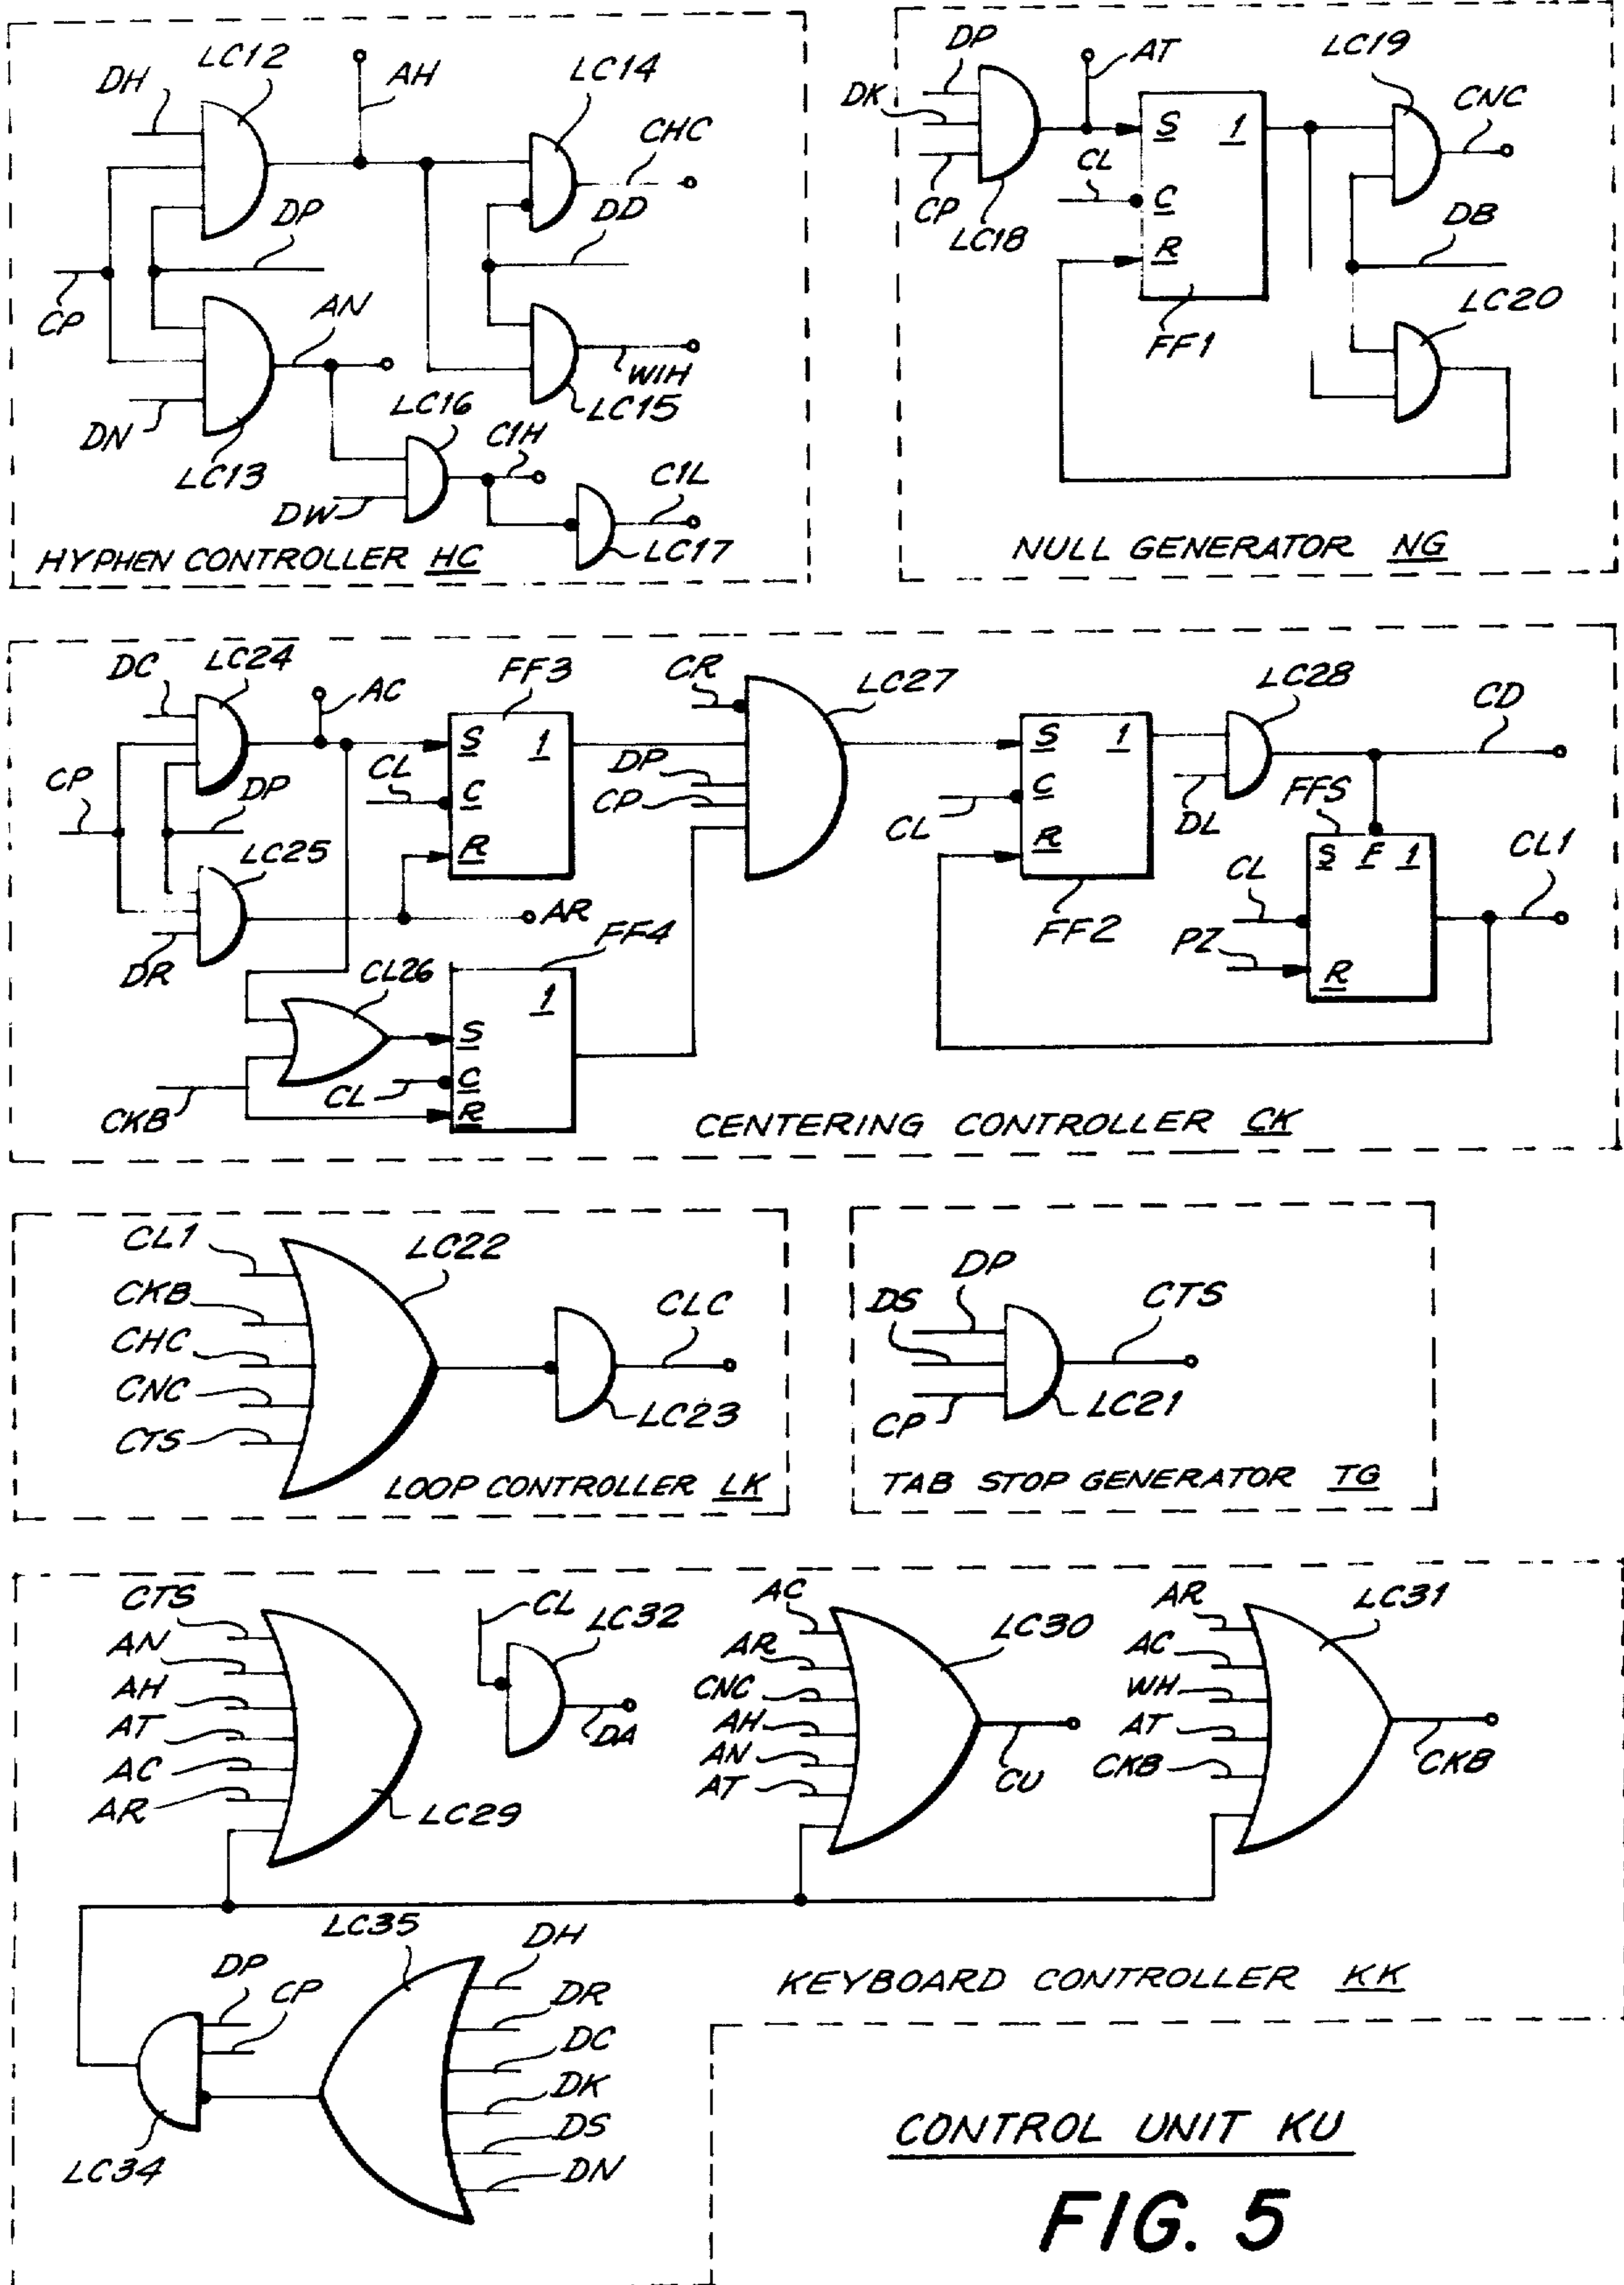 LC12
DH
AH
LC14
CHC
DP
DD
CP
AN
WIH
LC15
DN
LC13
LC16
C1H
DW
C1L
LC17
HYPHEN CONTROLLER HC
DP
AT
LC19
DK
S 1
CNC
CL
CP
C
LC18
DB
R
LC20
FF1
NULL GENERATOR NG
DC
LC24
AC
FF3
CR
LC27
LC28
CD
S 1
S 1
CP
CL
DP
DP
C
CP
C
CL
DL
FFS
LC25
R
R
S F 1
CL1
CL
AR
FF4
FF2
PZ
DR
CL26
R
1
S
CL
C
CKB
R
CENTERING CONTROLLER CK
CL1
LC22
CKB
CLC
CHC
CNC
LC23
CTS
LOOP CONTROLLER LK
DP
DS
CTS
CP
LC21
TAB STOP GENERATOR TG
CTS
CL
LC32
AN
AH
AT
DA
AC
AR
LC29
AC
LC30
AR
CNC
AH
AN
CU
AT
AR
LC31
AC
WH
AT
CKB
CKB
LC35
DH
DP
CP
DR
DC
DK
DS
LC34
DN
KEYBOARD CONTROLLER KK
CONTROL UNIT KU
FIG. 5